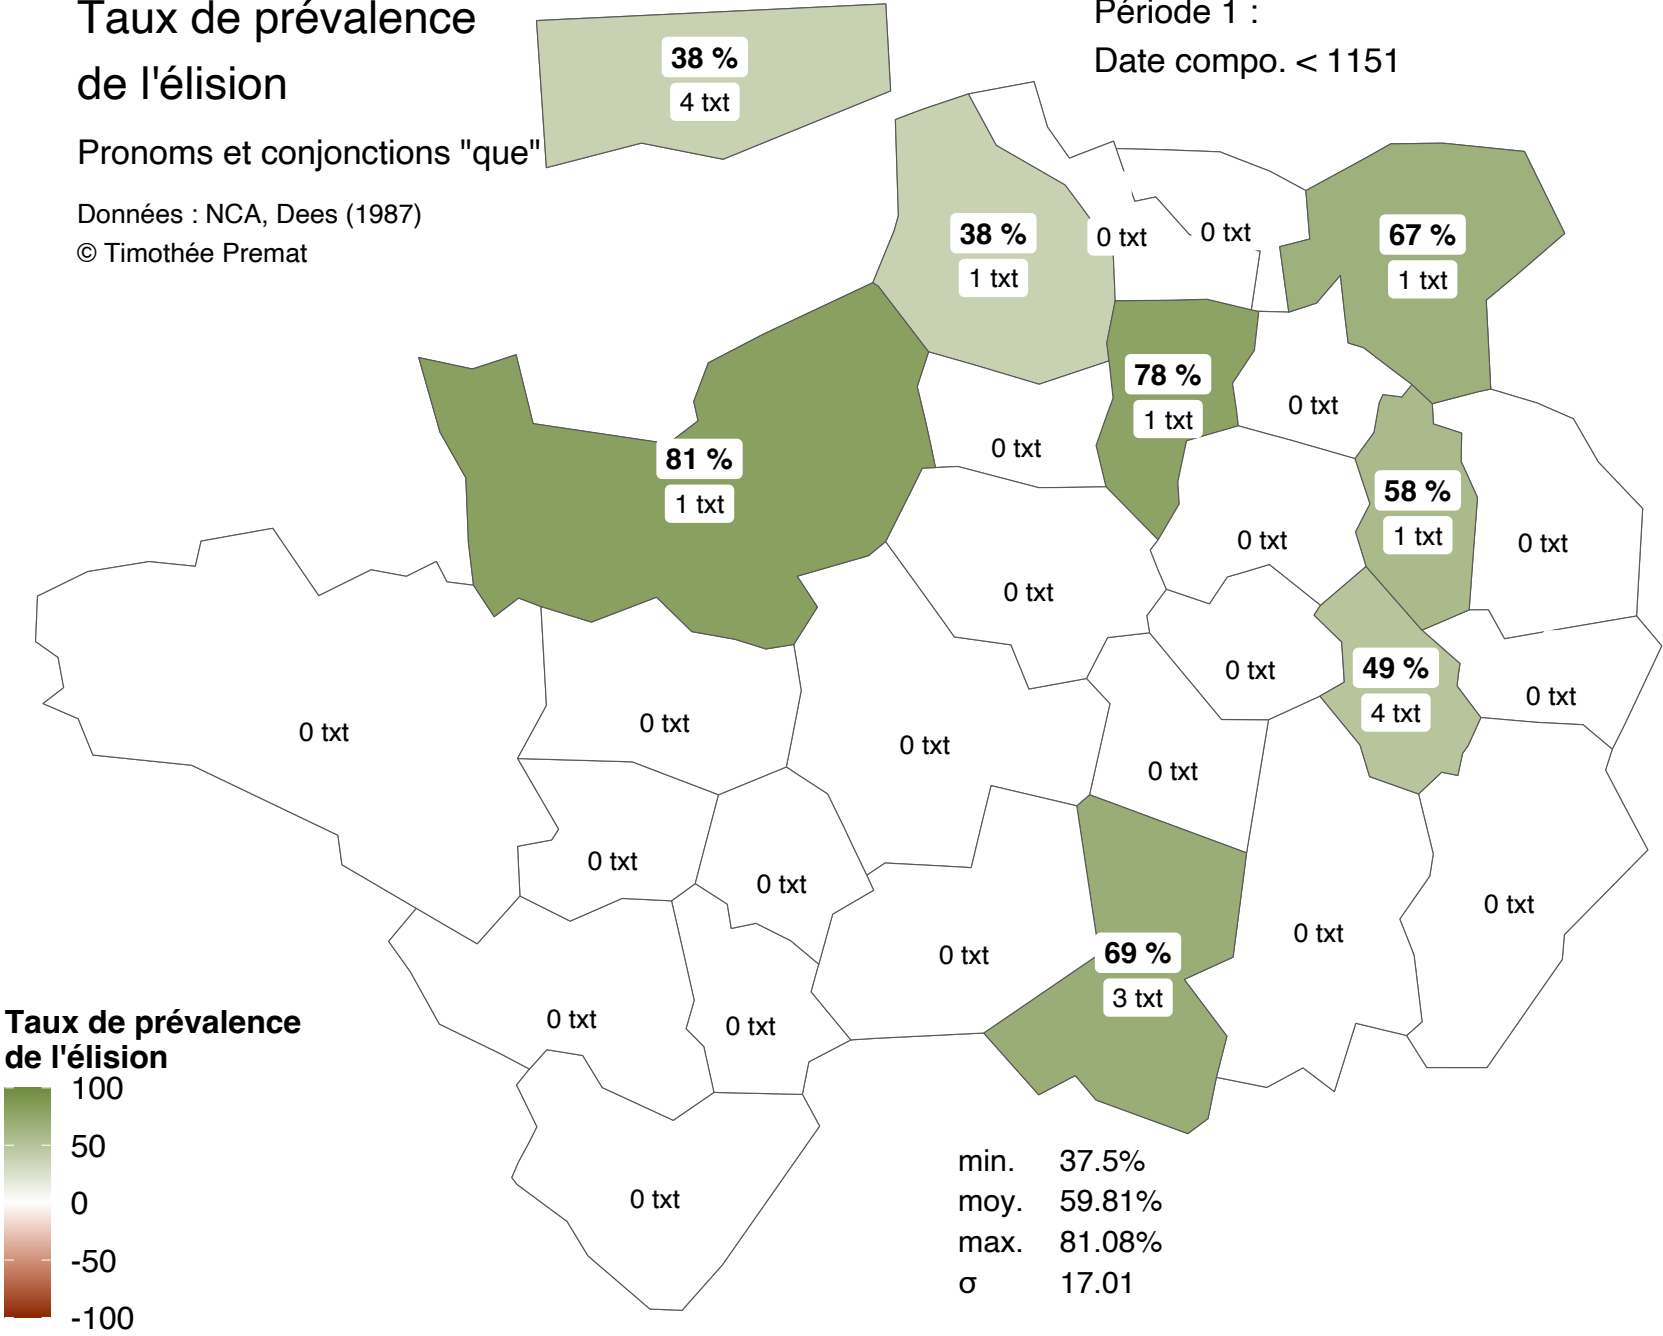 Taux de prévalence
de l'élision
Pronoms et conjonctions "que"
Données : NCA, Dees (1987)
© Timothée Premat
Période 1 :
Date compo. < 1151
38 %
4 txt
38 %
1 txt
0 txt
0 txt
67 %
1 txt
78 %
1 txt
0 txt
0 txt
81 %
1 txt
58 %
1 txt
0 txt
0 txt
0 txt
49 %
4 txt
0 txt
0 txt
0 txt
0 txt
0 txt
0 txt
0 txt
0 txt
0 txt
0 txt
0 txt
69 %
3 txt
0 txt
0 txt
0 txt
0 txt
Taux de prévalence
de l'élision
100
50
0
-50
-100
min. 37.5%
moy. 59.81%
max. 81.08%
σ 17.01